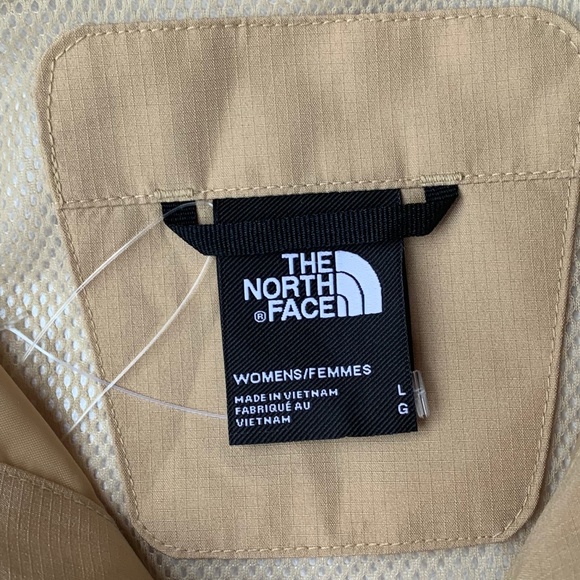 THE
NORTH
® FACE
WOMENS/FEMMES
MADE IN VIETNAM L
FABRIQUÉ AU G
VIETNAM